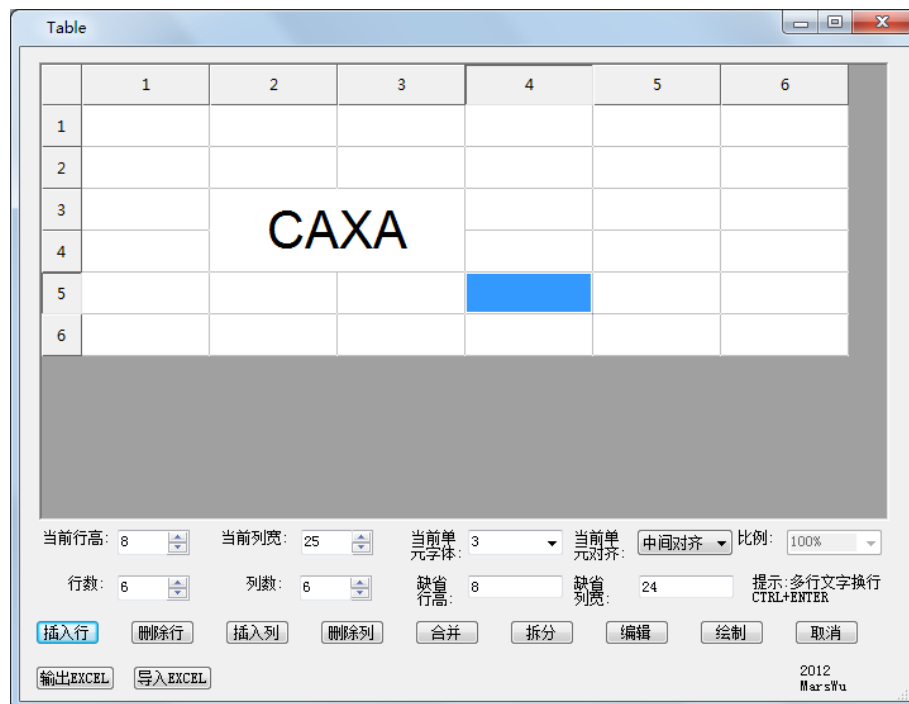 Table
1 2 3 4 5 6
1
2
3
CAXA
4
5
6
当前行高: 8 当前列宽: 25 当前单元字体: 3 当前单元对齐: 中间对齐 比例: 100%
行数: 6 列数: 6 缺省行高: 8 缺省列宽: 24 提示:多行文字换行
CTRL+ENTER
插入行 删除行 插入列 删除列 合并 拆分 编辑 绘制 取消
输出EXCEL 导入EXCEL 2012
MarsWu